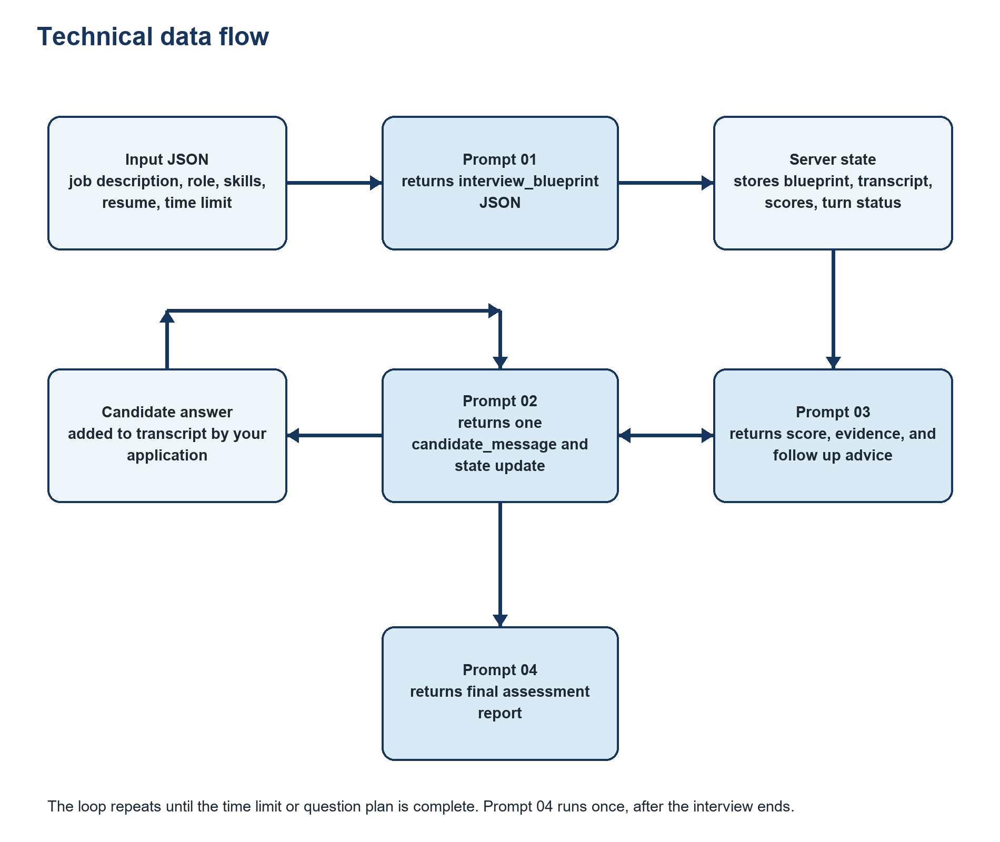 Technical data flow
Input JSON
job description, role, skills,
resume, time limit
Prompt 01
returns interview_blueprint
JSON
Server state
stores blueprint, transcript,
scores, turn status
Candidate answer
added to transcript by your
application
Prompt 02
returns one
candidate_message and
state update
Prompt 03
returns score, evidence, and
follow up advice
Prompt 04
returns final assessment
report
The loop repeats until the time limit or question plan is complete. Prompt 04 runs once, after the interview ends.